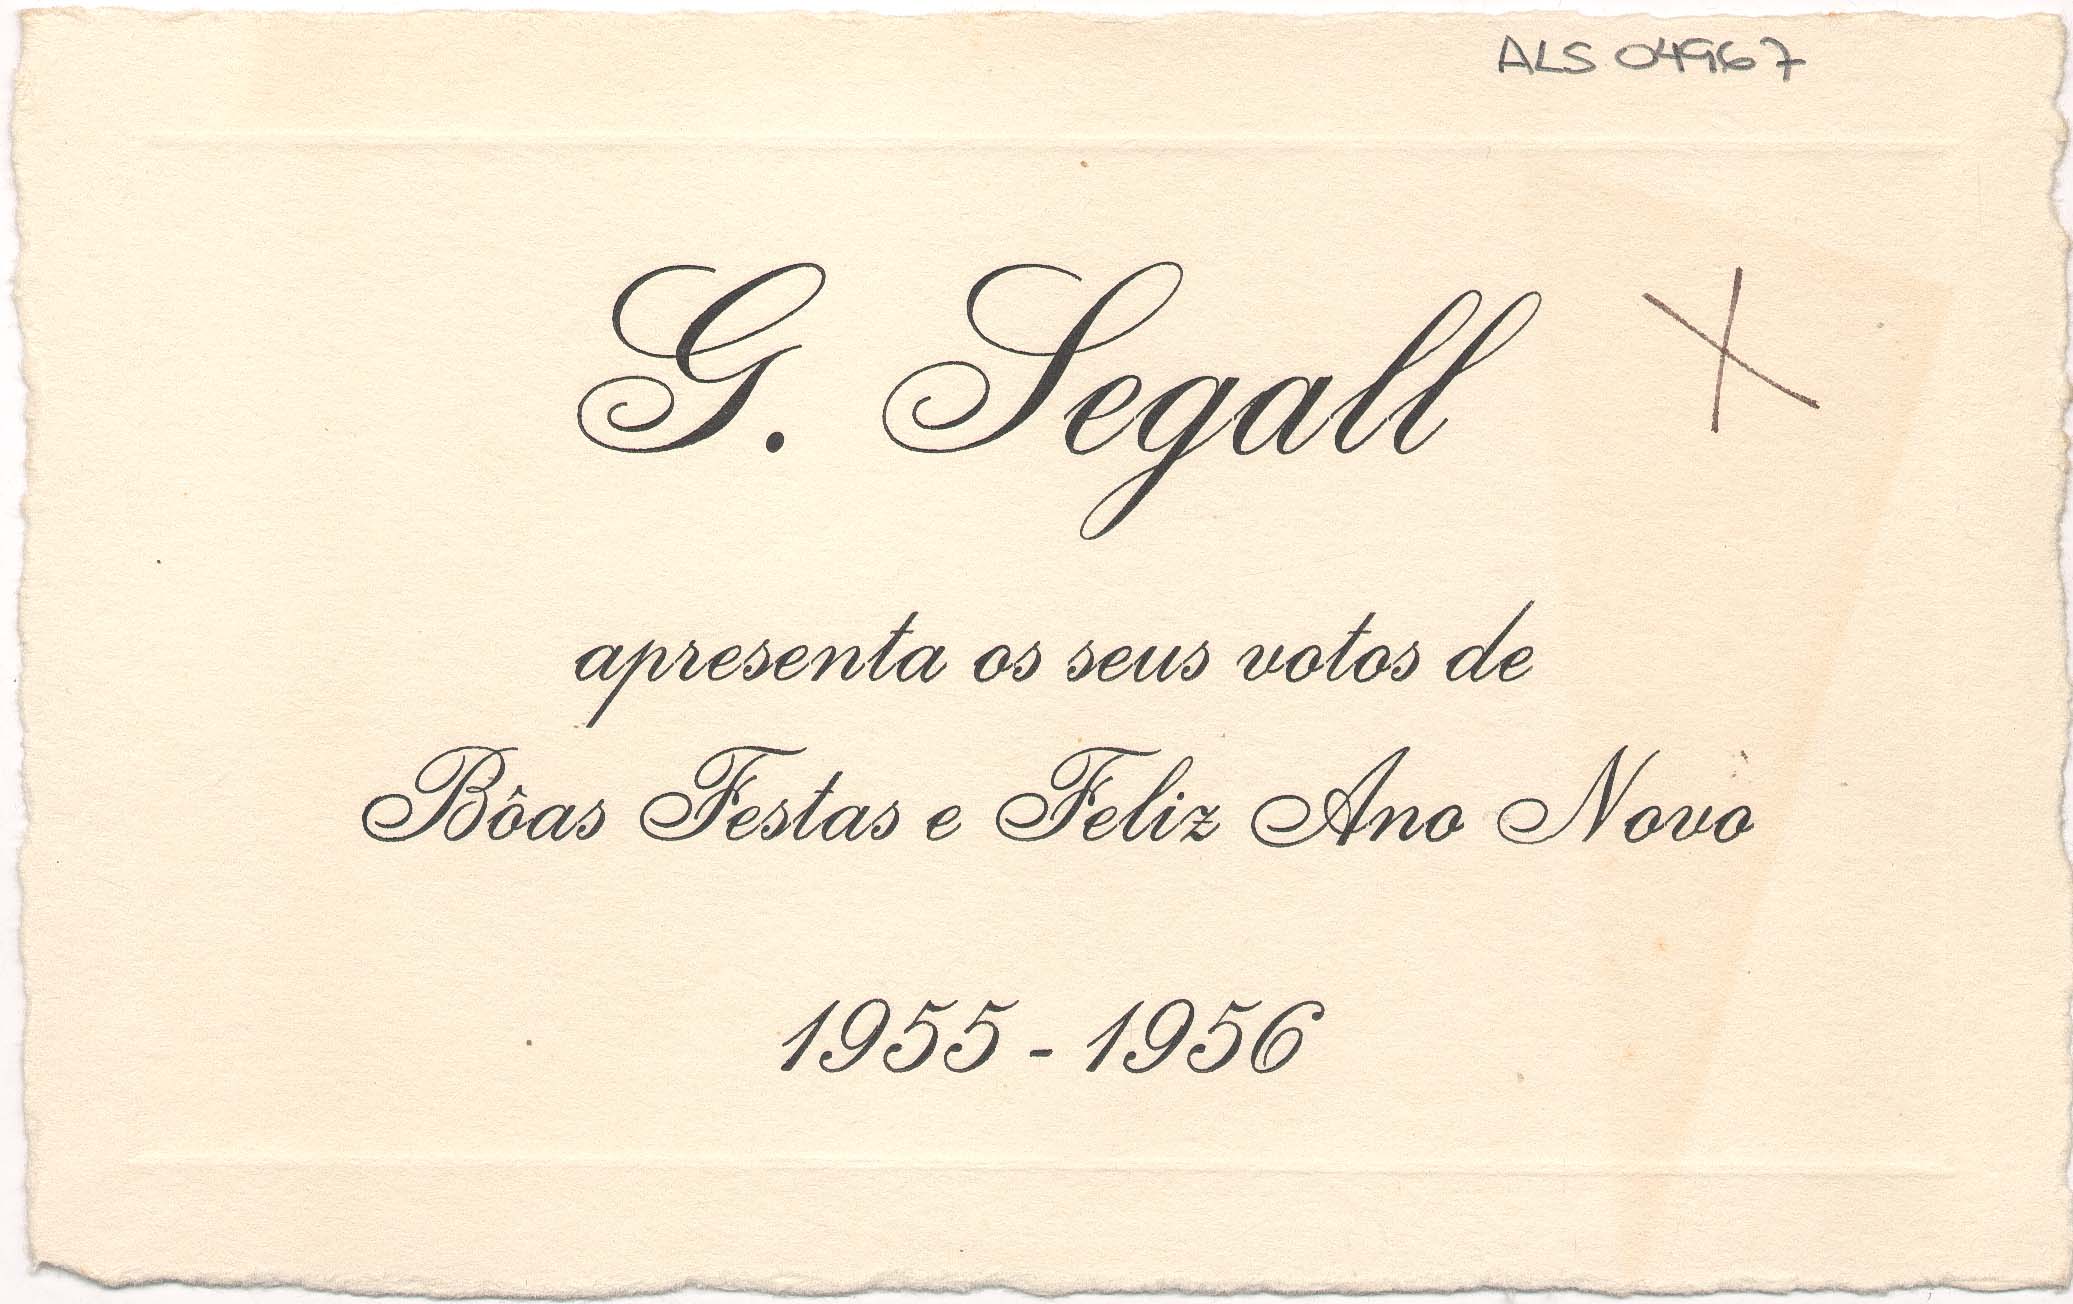 ALS 04967
G. Segall
apresenta os seus votos de
Bôas Festas e Feliz Ano Novo
1955 - 1956